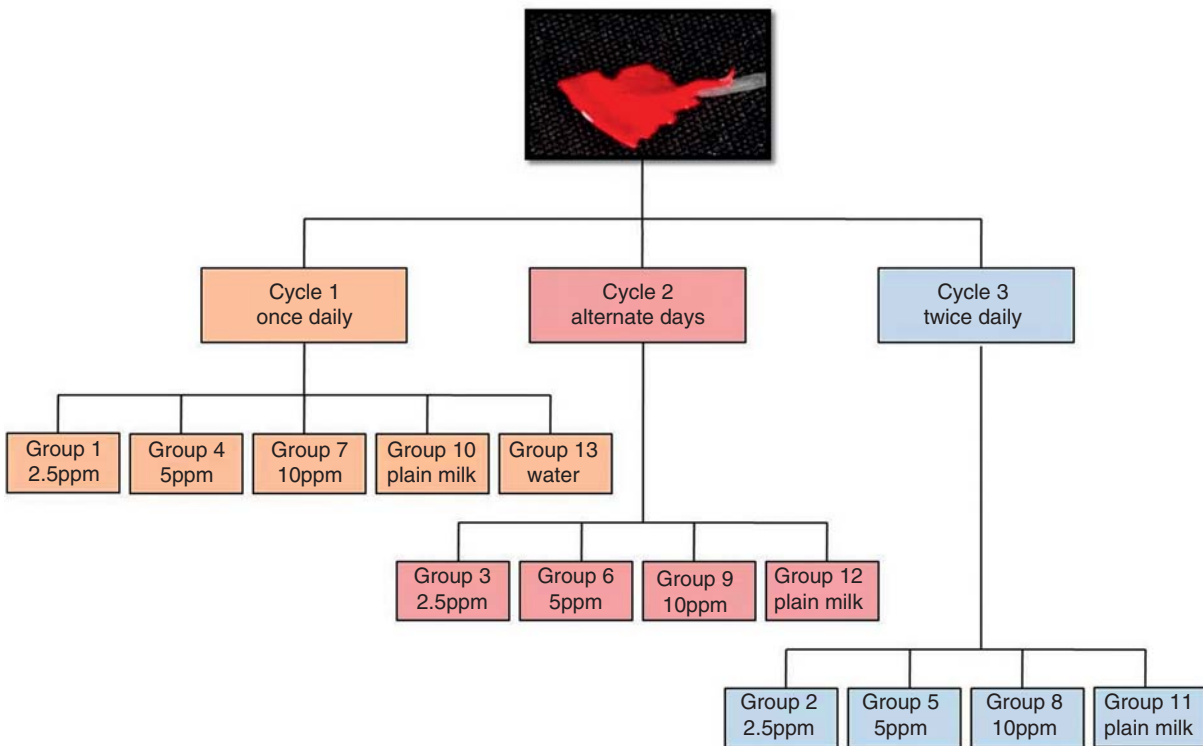 Cycle 1
once daily
Cycle 2
alternate days
Cycle 3
twice daily
Group 1
2.5ppm
Group 4
5ppm
Group 7
10ppm
Group 10
plain milk
Group 13
water
Group 3
2.5ppm
Group 6
5ppm
Group 9
10ppm
Group 12
plain milk
Group 2
2.5ppm
Group 5
5ppm
Group 8
10ppm
Group 11
plain milk